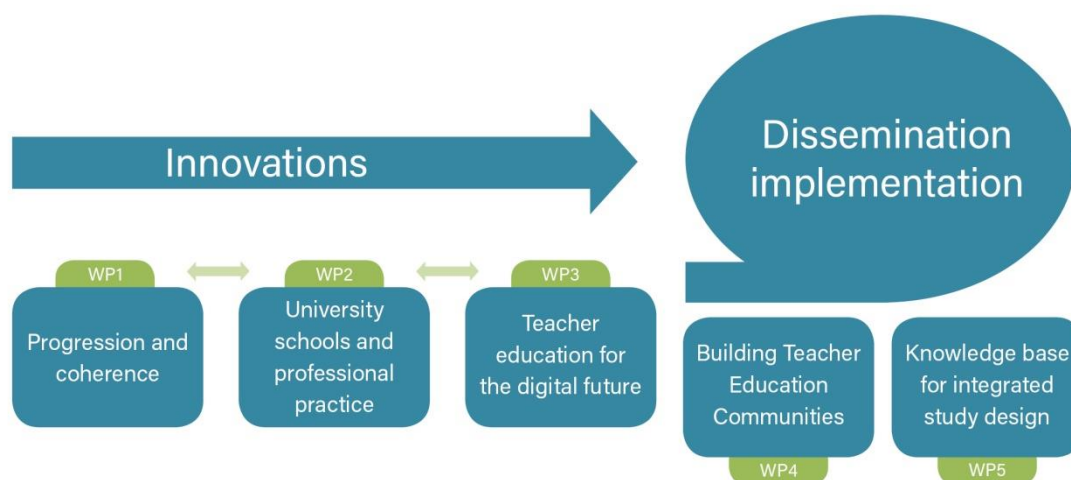 Innovations
Dissemination
implementation
WP1
Progression and
coherence
WP2
University
schools and
professional
practice
WP3
Teacher
education for
the digital future
Building Teacher
Education
Communities
WP4
Knowledge base
for integrated
study design
WP5